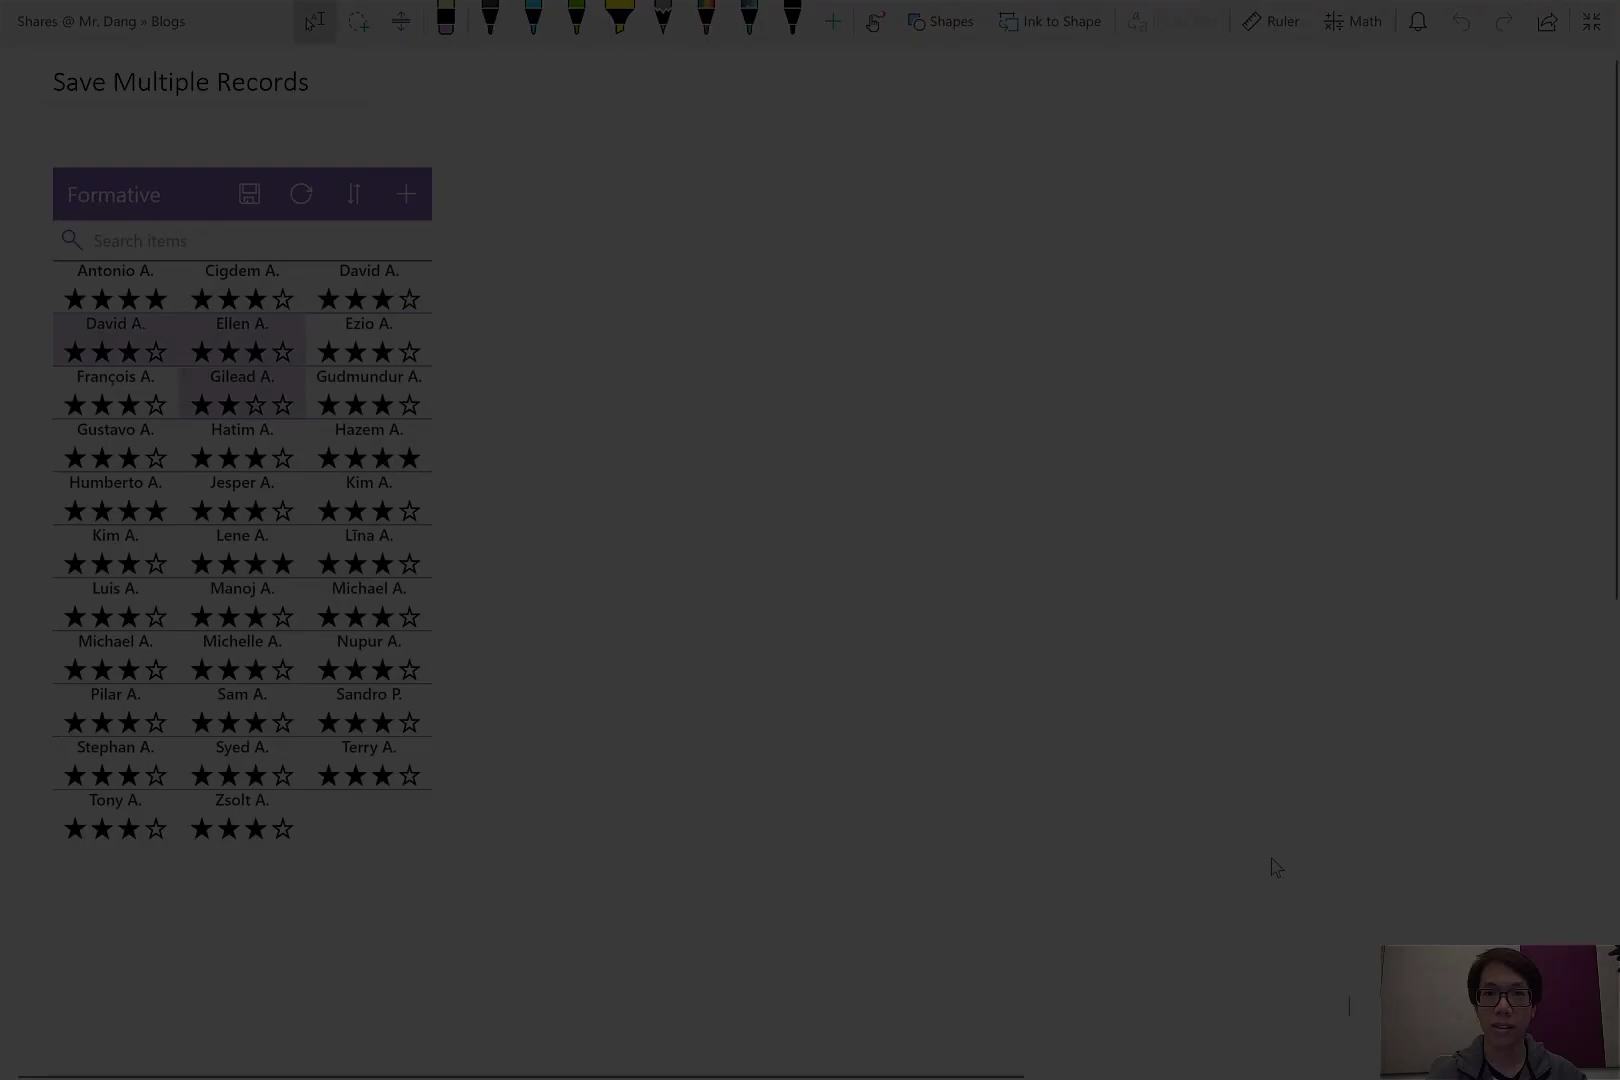 Shares @ Mr. Dang » Blogs
Shapes
Ink to Shape
Ruler
Math
Save Multiple Records
Formative
Search items
Antonio A. Cigdem A. David A.
David A. Ellen A. Ezio A.
François A. Gilead A. Gudmundur A.
Gustavo A. Hatim A. Hazem A.
Humberto A. Jesper A. Kim A.
Kim A. Lene A. Līna A.
Luis A. Manoj A. Michael A.
Michael A. Michelle A. Nupur A.
Pilar A. Sam A. Sandro P.
Stephan A. Syed A. Terry A.
Tony A. Zsolt A.